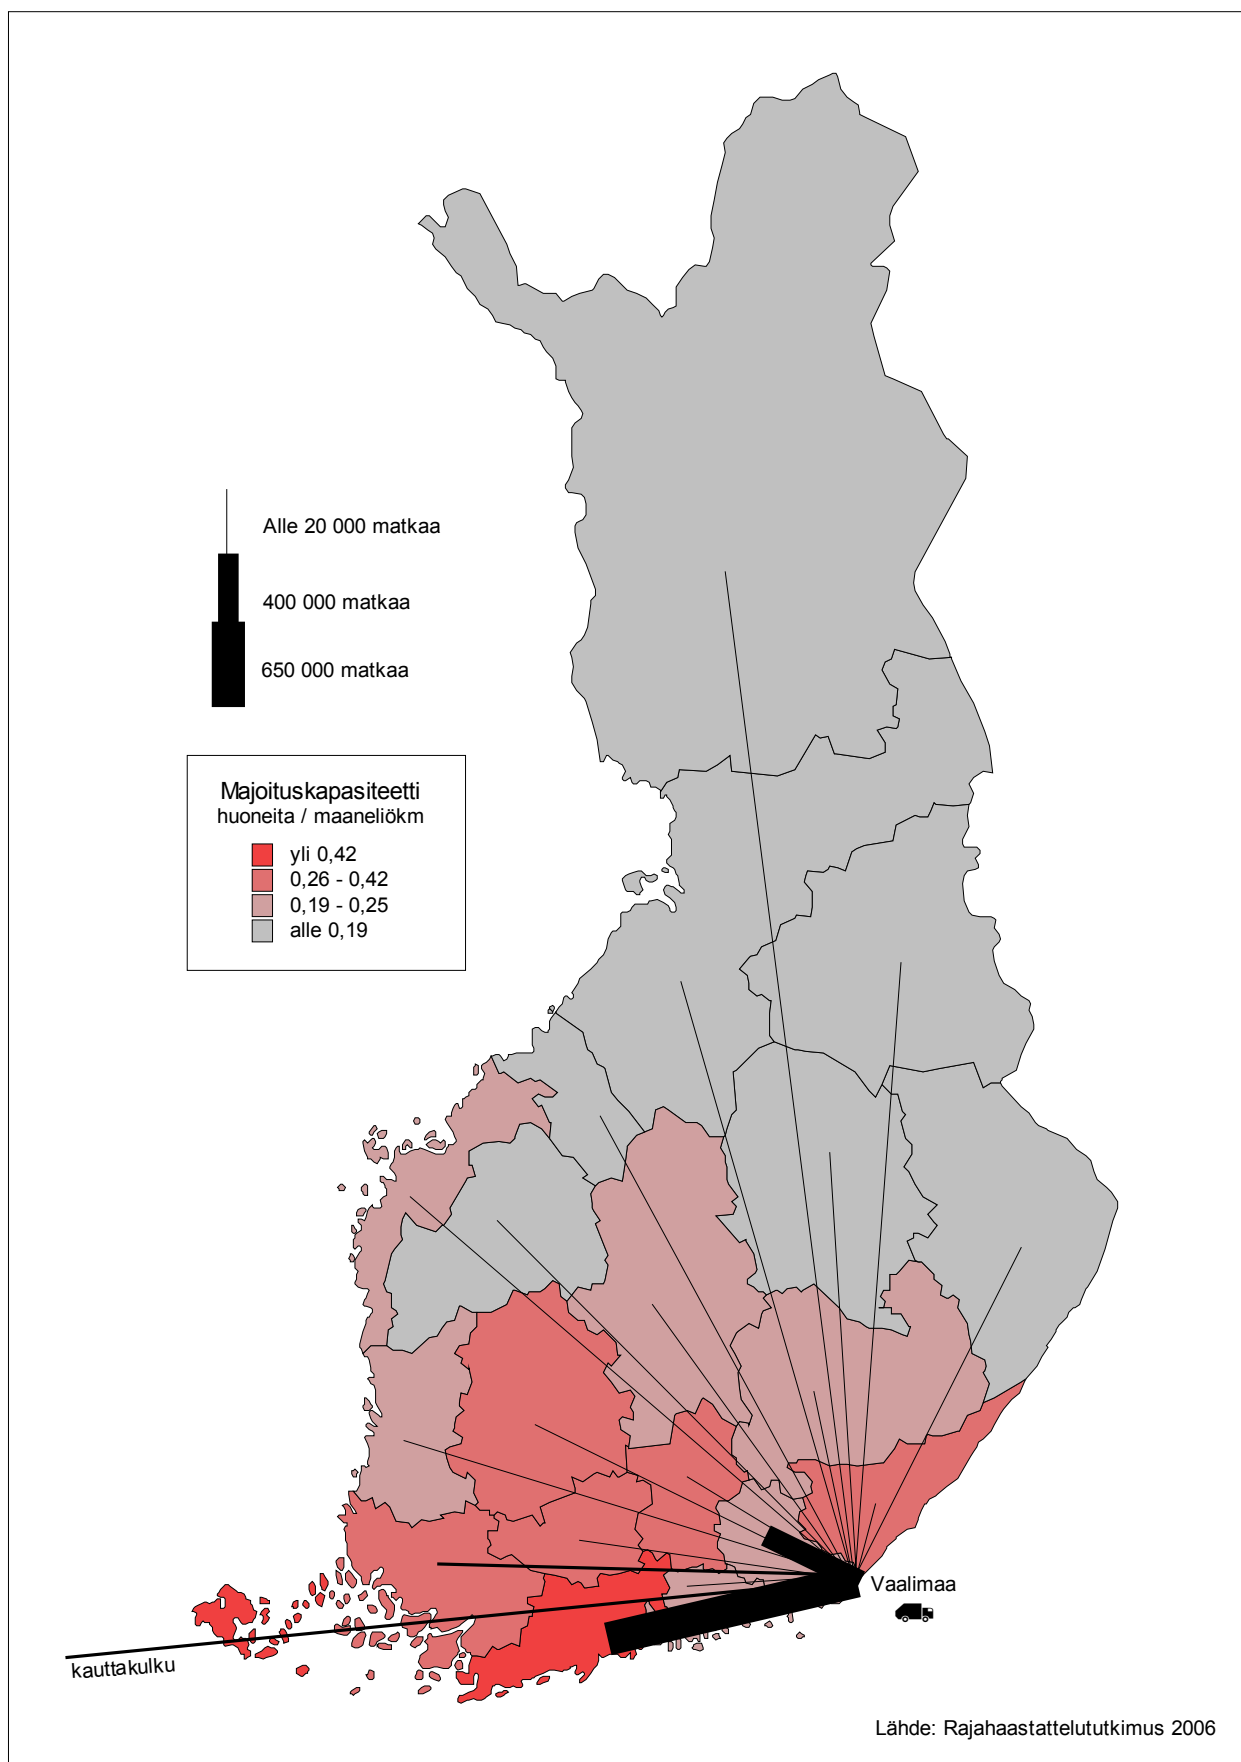 Alle 20 000 matkaa
400 000 matkaa
650 000 matkaa
Majoituskapasiteetti
huoneita / maaneliökm
yli 0,42
0,26 - 0,42
0,19 - 0,25
alle 0,19
Vaalimaa
kauttakulku
Lähde: Rajahaastattelututkimus 2006